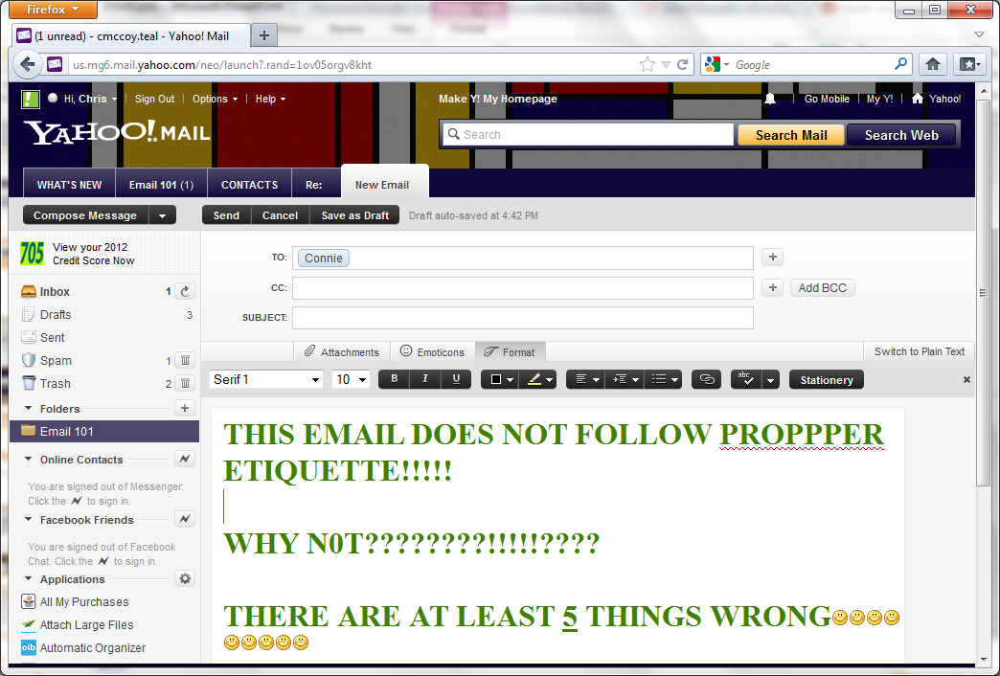 Firefox
(1 unread) - cmccoy.teal - Yahoo! Mail
us.mg6.mail.yahoo.com/neo/launch?.rand=1ov05orgv8kht
Google
Hi, Chris
Sign Out
Options
Help
Make Y! My Homepage
Go Mobile
My Y!
Yahoo!
YAHOO! MAIL
Search
Search Mail
Search Web
WHAT'S NEW
Email 101 (1)
CONTACTS
Re:
New Email
Compose Message
Send
Cancel
Save as Draft
Draft auto-saved at 4:42 PM
705
View your 2012
Credit Score Now
Inbox 1
Drafts 3
Sent
Spam 1
Trash 2
Folders
Email 101
Online Contacts
You are signed out of Messenger.
Click the to sign in.
Facebook Friends
You are signed out of Facebook
Chat. Click the to sign in.
Applications
All My Purchases
Attach Large Files
oib Automatic Organizer
TO: Connie
CC:
Add BCC
SUBJECT:
Attachments
Emoticons
Format
Switch to Plain Text
Serif 1
10
B
I
U
abc
Stationery
THIS EMAIL DOES NOT FOLLOW PROPPPER
ETIQUETTE!!!!!
WHY N0T????????!!!!!????
THERE ARE AT LEAST 5 THINGS WRONG